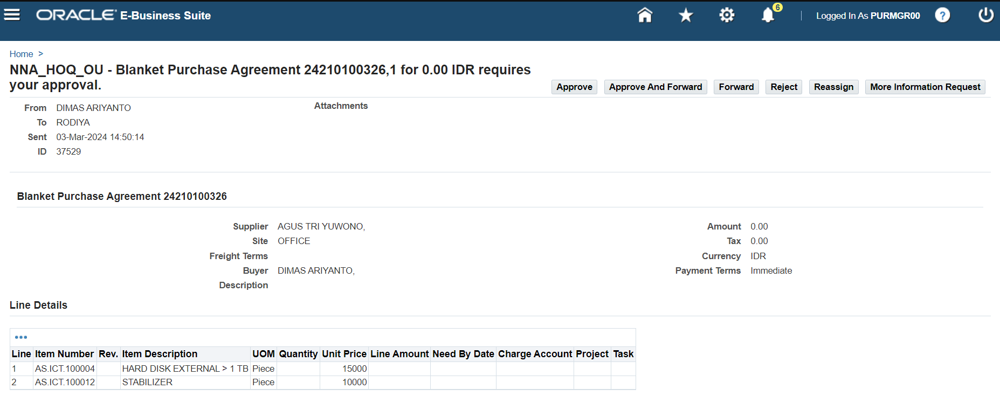 ORACLE E-Business Suite
6
Logged In As PURMGR00
?
Home >
NNA_HOQ_OU - Blanket Purchase Agreement 24210100326,1 for 0.00 IDR requires
your approval.
Approve Approve And Forward Forward Reject Reassign More Information Request
From DIMAS ARIYANTO
Attachments
To RODIYA
Sent 03-Mar-2024 14:50:14
ID 37529
Blanket Purchase Agreement 24210100326
Supplier AGUS TRI YUWONO,
Amount 0.00
Site OFFICE
Tax 0.00
Freight Terms
Currency IDR
Buyer DIMAS ARIYANTO,
Payment Terms Immediate
Description
Line Details
Line Item Number Rev. Item Description UOM Quantity Unit Price Line Amount Need By Date Charge Account Project Task
1 AS.ICT.100004 HARD DISK EXTERNAL > 1 TB Piece 15000
2 AS.ICT.100012 STABILIZER Piece 10000